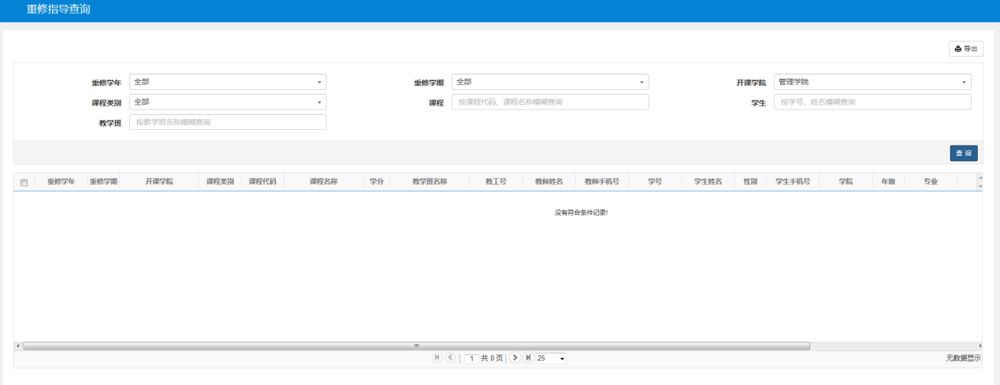 重修指导查询
导出
重修学年 全部 重修学期 全部 开课学院 管理学院
课程类别 全部 课程 按课程代码、课程名称模糊查询 学生 按学号、姓名模糊查询
教学班 按教学班名称模糊查询
查 询
重修学年 重修学期 开课学院 课程类别 课程代码 课程名称 学分 教学班名称 教工号 教师姓名 教师手机号 学号 学生姓名 性别 学生手机号 学院 年级 专业
没有符合条件记录!
1 共 0 页 25 无数据显示